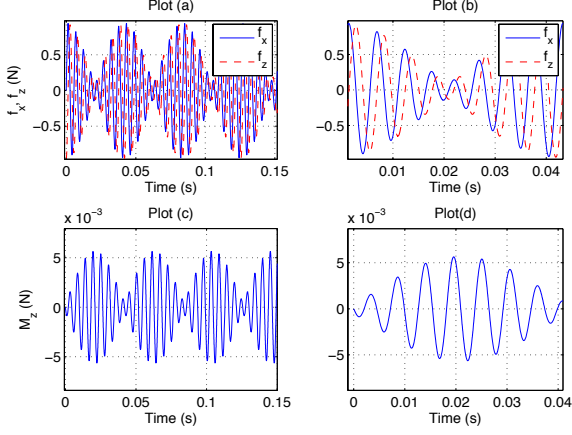 Plot (a)
f_x, f_z (N)
0.5
0
−0.5
f_x
f_z
0
0.05
0.1
0.15
Time (s)
Plot (b)
0.5
0
−0.5
f_x
f_z
0.01
0.02
0.03
0.04
Time (s)
Plot (c)
x 10^−3
M_z (N)
5
0
−5
0
0.05
0.1
0.15
Time (s)
Plot(d)
x 10^−3
5
0
−5
0
0.01
0.02
0.03
0.04
Time (s)